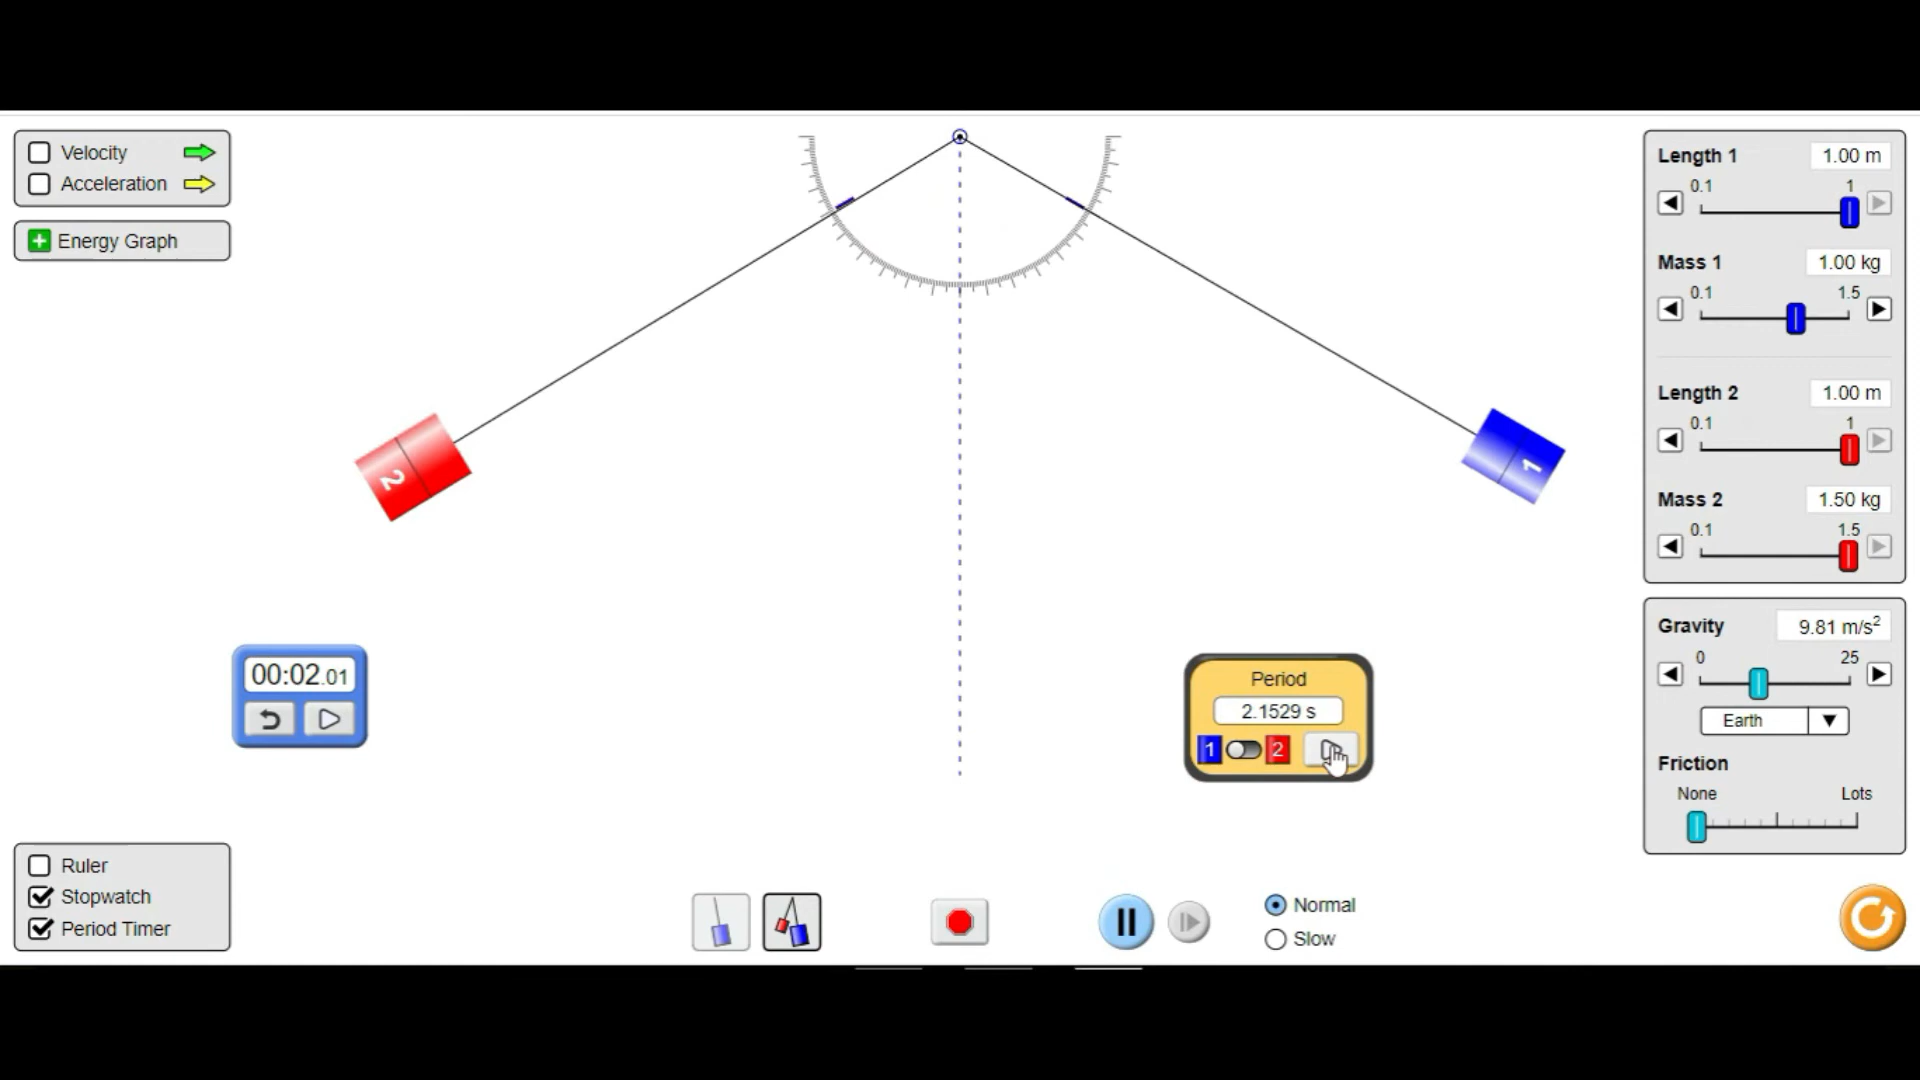 Velocity
Acceleration
Energy Graph
2
1
Length 1 1.00 m
0.1 1
Mass 1 1.00 kg
0.1 1.5
Length 2 1.00 m
0.1 1
Mass 2 1.50 kg
0.1 1.5
Gravity 9.81 m/s²
0 25
Earth
Friction
None Lots
00:02.01
Period
2.1529 s
1 2
Ruler
Stopwatch
Period Timer
Normal
Slow